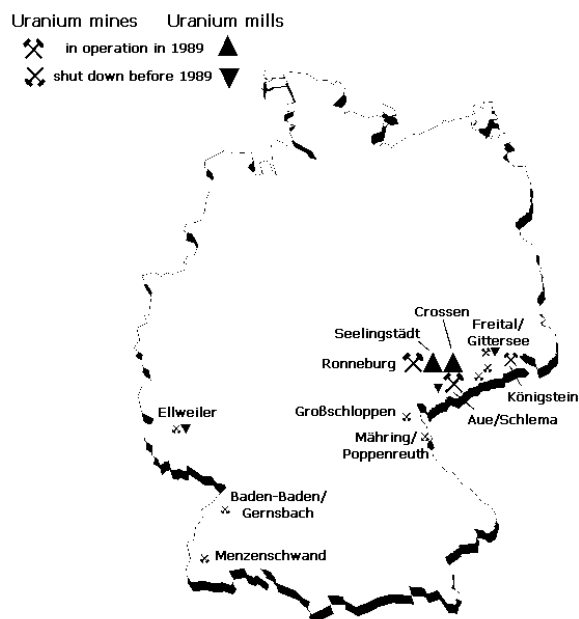 Uranium mines Uranium mills
in operation in 1989
shut down before 1989
Crossen
Seelingstädt
Freital/
Gittersee
Ronneburg
Königstein
Ellweiler
Großschloppen
Aue/Schlema
Mähring/
Poppenreuth
Baden-Baden/
Gernsbach
Menzenschwand